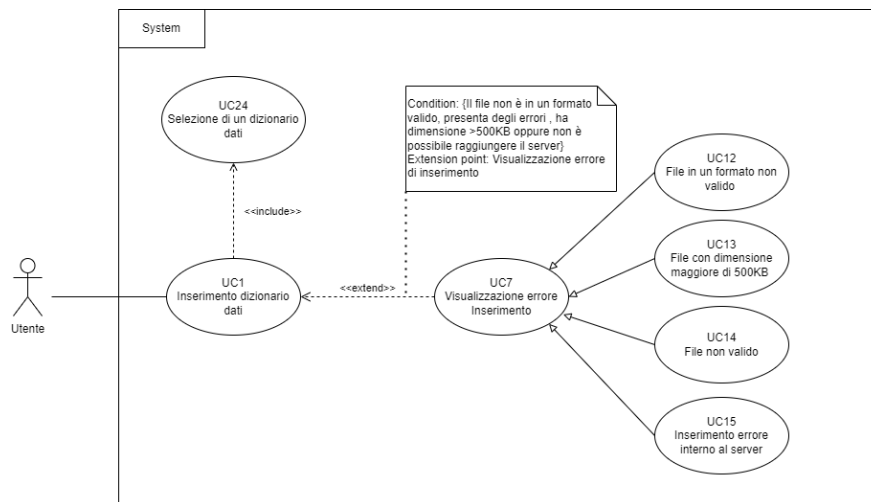 System
UC24
Selezione di un dizionario
dati
Condition: {Il file non è in un formato
valido, presenta degli errori , ha
dimensione >500KB oppure non è
possibile raggiungere il server}
Extension point: Visualizzazione errore
di inserimento
UC12
File in un formato non
valido
<<include>>
UC13
File con dimensione
maggiore di 500KB
Utente
UC1
Inserimento dizionario
dati
<<extend>>
UC7
Visualizzazione errore
Inserimento
UC14
File non valido
UC15
Inserimento errore
interno al server